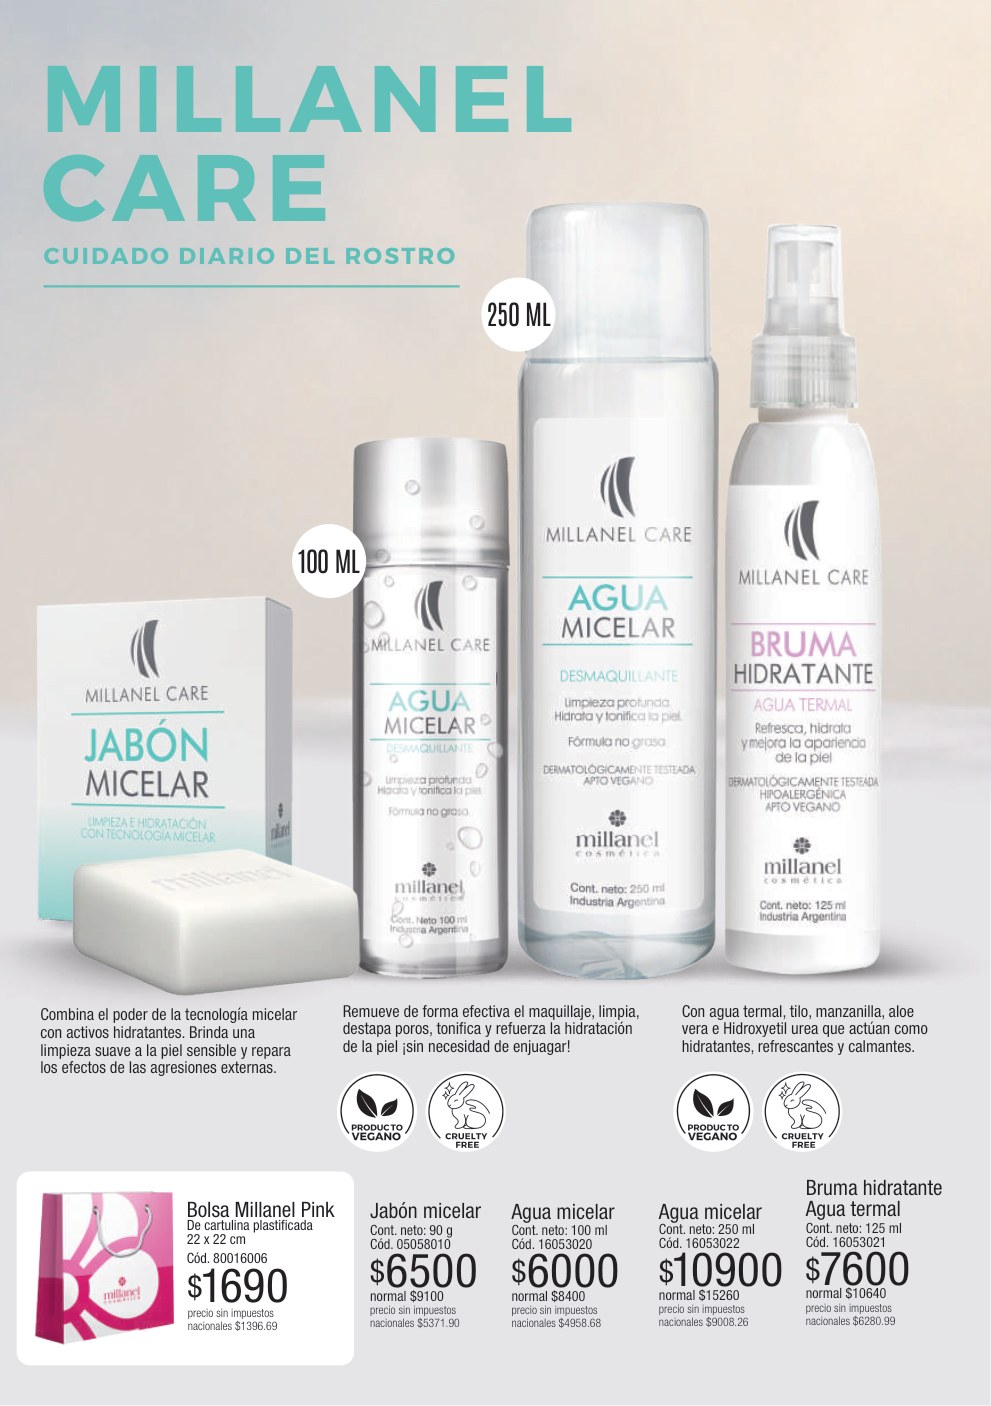 MILLANEL
CARE
CUIDADO DIARIO DEL ROSTRO
250 ML
100 ML
MILLANEL CARE
JABÓN
MICELAR
LIMPIEZA E HIDRATACIÓN
CON TECNOLOGÍA MICELAR
millanel
millanel
MILLANEL CARE
AGUA
MICELAR
DESMAQUILLANTE
Limpieza profunda
Hidrata y tonifica la piel
Fórmula no grasa
millanel
cosmética
Cont. Neto 100 ml
Industria Argentina
MILLANEL CARE
AGUA
MICELAR
DESMAQUILLANTE
Limpieza profunda
Hidrata y tonifica la piel.
Fórmula no grasa
DERMATOLÓGICAMENTE TESTEADA
APTO VEGANO
millanel
cosmética
Cont. neto: 250 ml
Industria Argentina
MILLANEL CARE
BRUMA
HIDRATANTE
AGUA TERMAL
Refresca, hidrata
y mejora la apariencia
de la piel
DERMATOLÓGICAMENTE TESTEADA
HIPOALERGÉNICA
APTO VEGANO
millanel
cosmética
Cont. neto: 125 ml
Industria Argentina
Combina el poder de la tecnología micelar
con activos hidratantes. Brinda una
limpieza suave a la piel sensible y repara
los efectos de las agresiones externas.
Remueve de forma efectiva el maquillaje, limpia,
destapa poros, tonifica y refuerza la hidratación
de la piel ¡sin necesidad de enjuagar!
PRODUCTO
VEGANO
CRUELTY
FREE
Con agua termal, tilo, manzanilla, aloe
vera e Hidroxyetil urea que actúan como
hidratantes, refrescantes y calmantes.
PRODUCTO
VEGANO
CRUELTY
FREE
millanel
cosmética
Bolsa Millanel Pink
De cartulina plastificada
22 x 22 cm
Cód. 80016006
$1690
precio sin impuestos
nacionales $1396.69
Jabón micelar
Cont. neto: 90 g
Cód. 05058010
$6500
normal $9100
precio sin impuestos
nacionales $5371.90
Agua micelar
Cont. neto: 100 ml
Cód. 16053020
$6000
normal $8400
precio sin impuestos
nacionales $4958.68
Agua micelar
Cont. neto: 250 ml
Cód. 16053022
$10900
normal $15260
precio sin impuestos
nacionales $9008.26
Bruma hidratante
Agua termal
Cont. neto: 125 ml
Cód. 16053021
$7600
normal $10640
precio sin impuestos
nacionales $6280.99